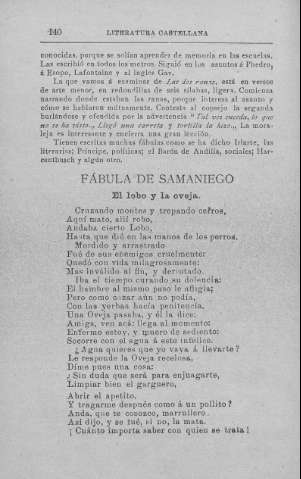 140 LITERATURA CASTELLANA
conocidas, porque se solían aprender de memoria en las escuelas.
Las escribió en todos los metros. Siguió en los asuntos á Phedro,
á Esopo, Lafontaine y al inglés Gay.
La que vamos á examinar de Las dos ranas, está en versos
de arte menor, en redondillas de seis sílabas, ligera. Comienza
narrando donde estaban las ranas, porque interesa al asunto y
cómo se hablaban mútuamente. Contesta al consejo la segunda
burlándose y ofendida por la advertencia "Tal vez suceda, lo que
no se ha visto.„ Llegó una carreta y tortilla la hizo„. La mora-
leja es interesante y encierra una gran lección.
Tienen escritas muchas fábulas como se ha dicho Iriarte, las
literarias; Príncipe, políticas; el Barón de Andilla, sociales; Har-
zenbusch y algún otro.
FÁBULA DE SAMANIEGO
El lobo y la oveja.
Cruzando montes y trepando cerros,
Aquí mato, allí robo,
Andaba cierto Lobo,
Hasta que dió en las manos de los perros.
Mordido y arrastrado
Fué de sus enemigos cruelmente:
Quedó con vida milagrosamente:
Mas inválido al fin, y derrotado.
Iba el tiempo curando su dolencia:
El hambre al mismo paso le afligía;
Pero como cazar aún no podía,
Con las yerbas hacía penitencia.
Una Oveja pasaba, y él la dice:
Amiga, ven acá: llega al momento:
Enfermo estoy, y muero de sediento:
Socorre con el agua á este infelice.
¿Agua quieres que yo vaya á llevarte?
Le responde la Oveja recelosa,
Dime pues una cosa:
¿Sin duda que será para enjuagarte,
Limpiar bien el garguero,
Abrir el apetito,
Y tragarme después como á un pollito?
Anda, que te conozco, marrullero.
Así dijo, y se fué, si no, la mata.
¡Cuánto importa saber con quien se trata!